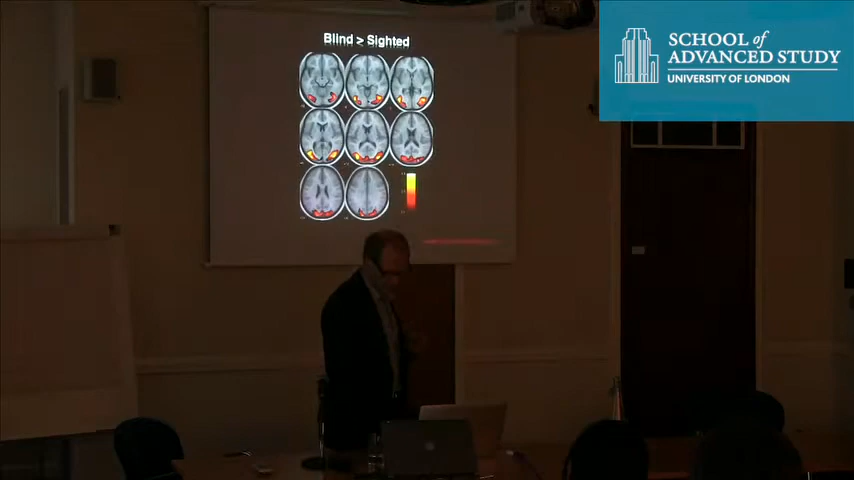 Blind > Sighted
SCHOOL of
ADVANCED STUDY
UNIVERSITY OF LONDON